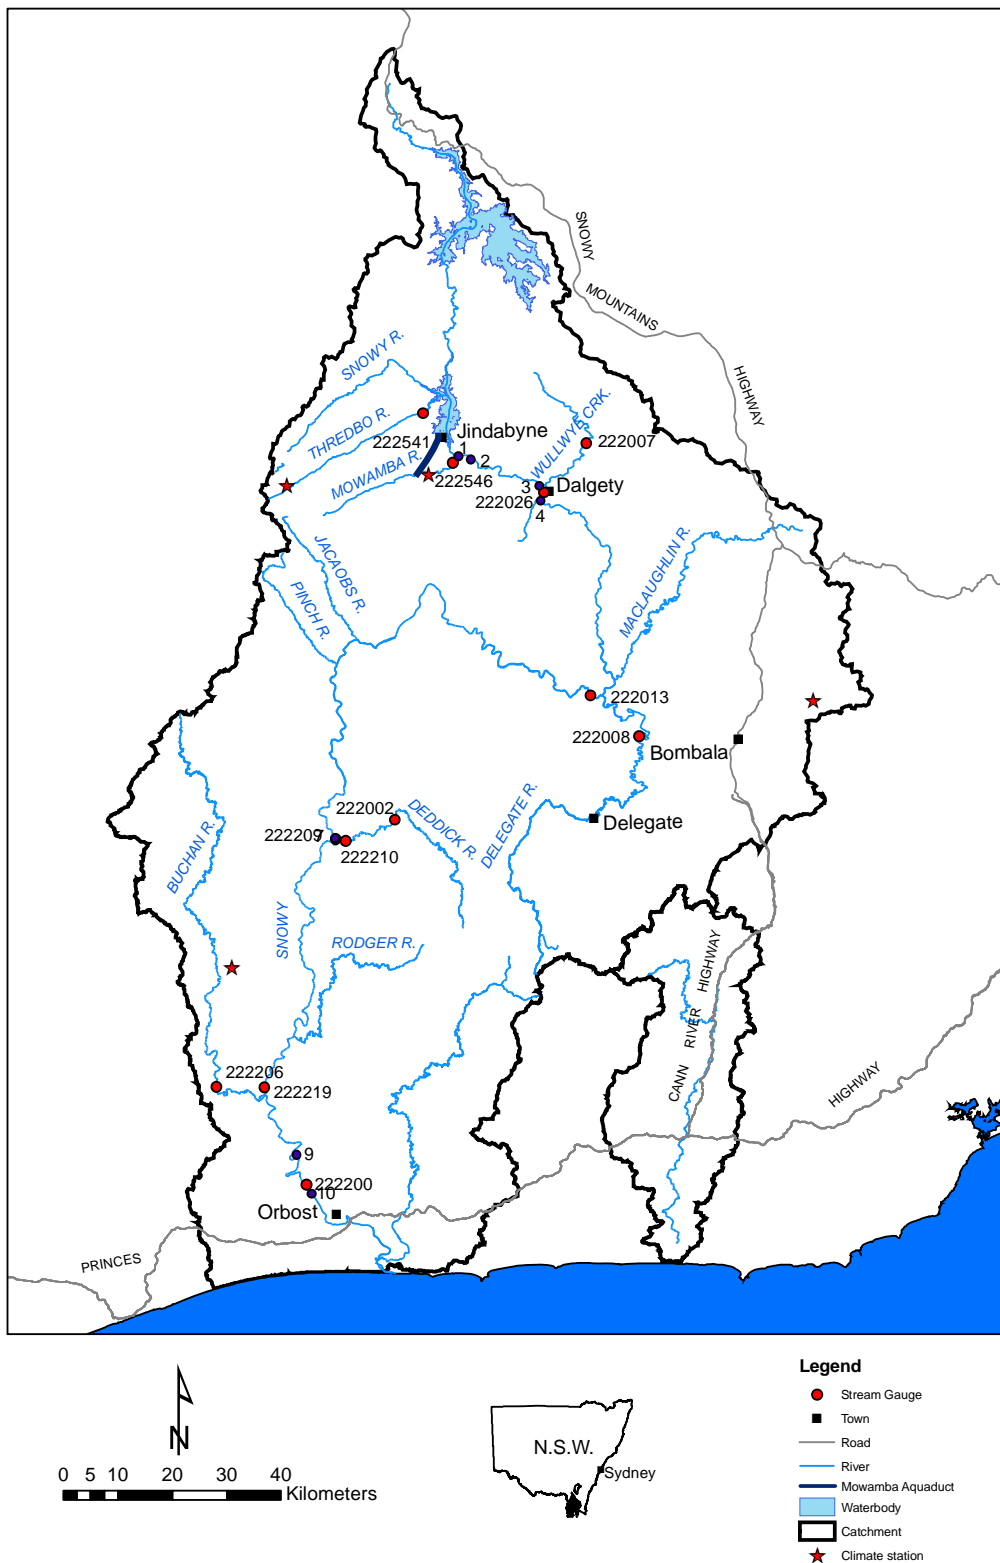 SNOWY
MOUNTAINS
HIGHWAY
SNOWY R.
THREDBO R.
222541
Jindabyne
MOWAMBA R.
1
2
222546
WULLWYE CRK.
222007
3
Dalgety
222026
4
JACAOBS R.
PINCH R.
MACLAUGHLIN R.
222013
222008
Bombala
222002
DEDDICK R.
DELEGATE R.
Delegate
222209
222210
BUCHAN R.
SNOWY
RODGER R.
CANN RIVER HIGHWAY
222206
222219
HIGHWAY
9
222200
10
Orbost
PRINCES
N
0 5 10 20 30 40
Kilometers
N.S.W.
Sydney
Legend
Stream Gauge
Town
Road
River
Mowamba Aquaduct
Waterbody
Catchment
Climate station